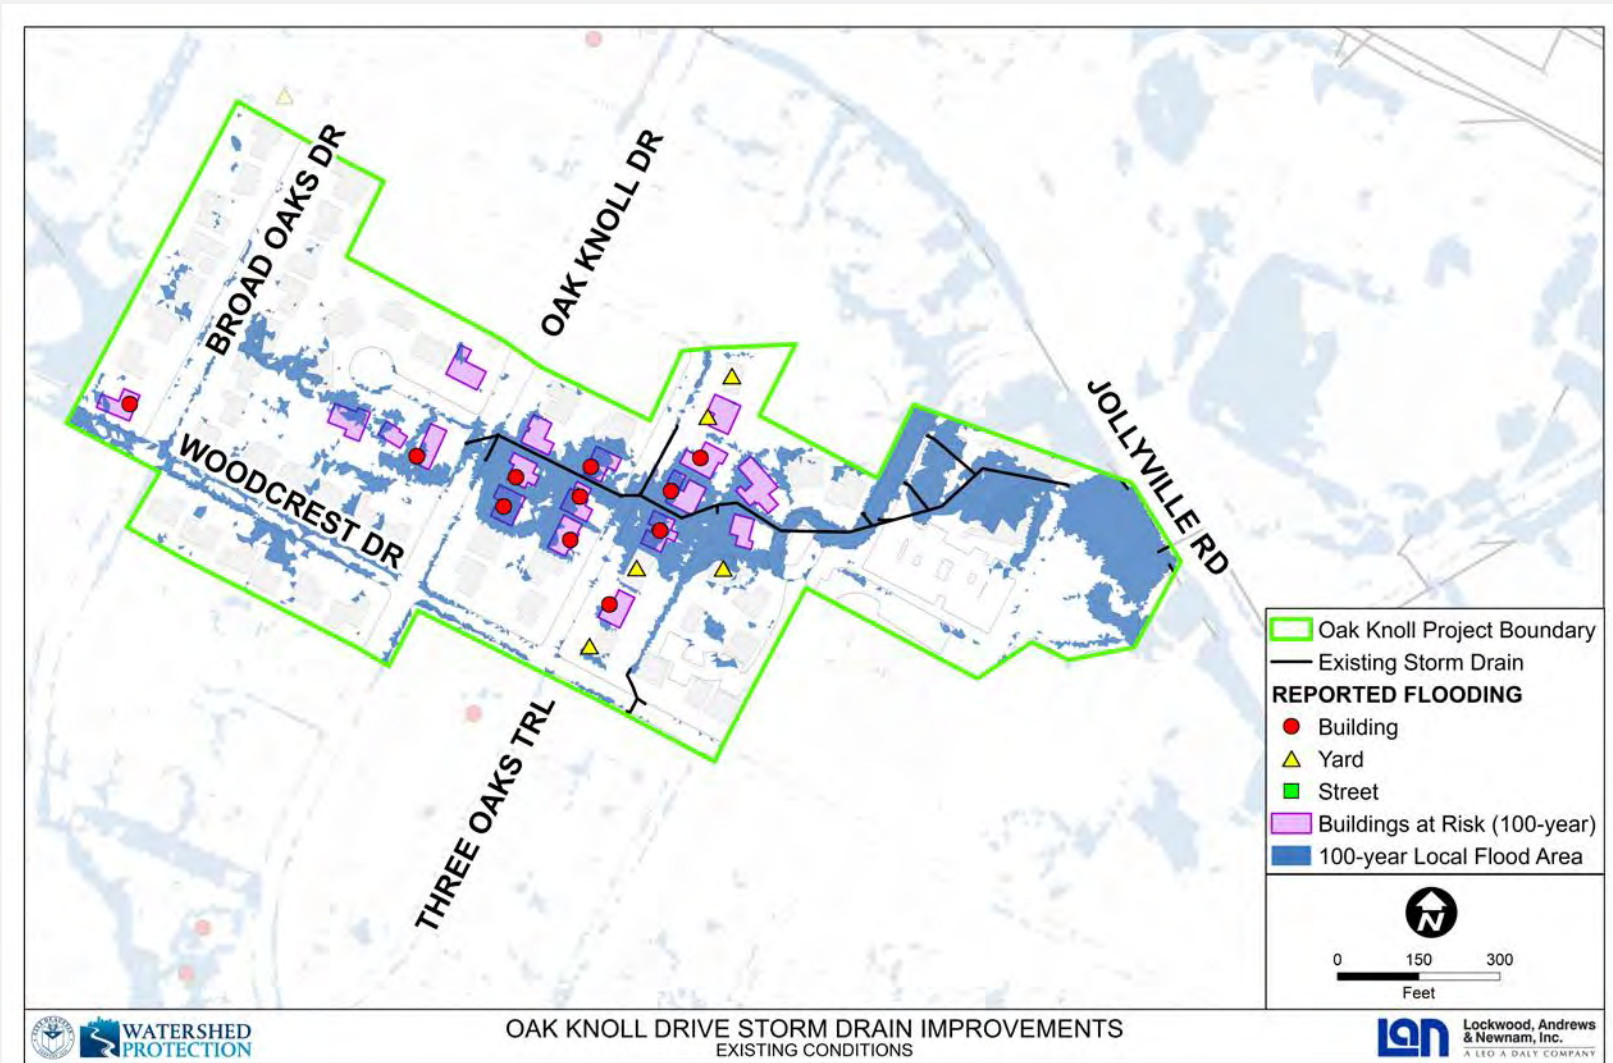 BROAD OAKS DR
OAK KNOLL DR
JOLLYVILLE RD
WOODCREST DR
THREE OAKS TRL
Oak Knoll Project Boundary
Existing Storm Drain
REPORTED FLOODING
Building
Yard
Street
Buildings at Risk (100-year)
100-year Local Flood Area
N
0 150 300
Feet
WATERSHED
PROTECTION
OAK KNOLL DRIVE STORM DRAIN IMPROVEMENTS
EXISTING CONDITIONS
Lan
Lockwood, Andrews
& Newnam, Inc.
A LEO A DALY COMPANY